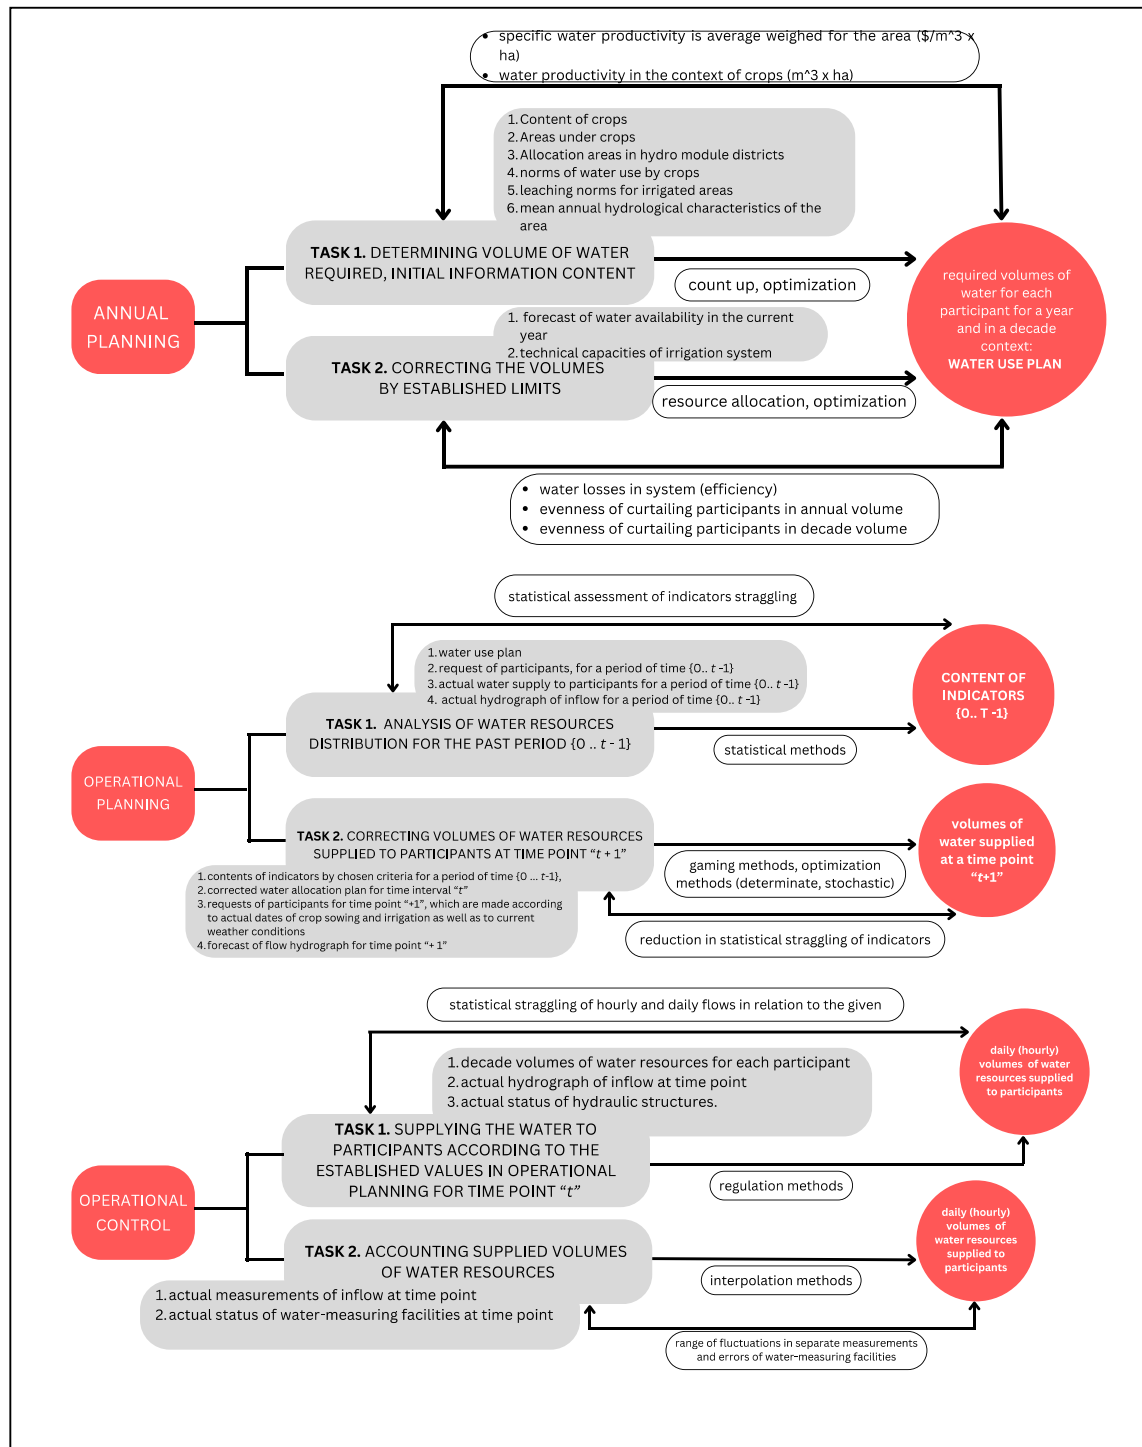 • specific water productivity is average weighed for the area ($/m^3 x
ha)
• water productivity in the context of crops (m^3 x ha)
1. Content of crops
2. Areas under crops
3. Allocation areas in hydro module districts
4. norms of water use by crops
5. leaching norms for irrigated areas
6. mean annual hydrological characteristics of the
area
TASK 1. DETERMINING VOLUME OF WATER
REQUIRED, INITIAL INFORMATION CONTENT
count up, optimization
ANNUAL
PLANNING
required volumes of
water for each
participant for a year
and in a decade
context:
WATER USE PLAN
1. forecast of water availability in the current
year
2. technical capacities of irrigation system
TASK 2. CORRECTING THE VOLUMES
BY ESTABLISHED LIMITS
resource allocation, optimization
• water losses in system (efficiency)
• evenness of curtailing participants in annual volume
• evenness of curtailing participants in decade volume
statistical assessment of indicators straggling
1. water use plan
2. request of participants, for a period of time {0.. t -1}
3. actual water supply to participants for a period of time {0.. t -1}
4. actual hydrograph of inflow for a period of time {0.. t -1}
CONTENT OF
INDICATORS
{0.. T -1}
TASK 1. ANALYSIS OF WATER RESOURCES
DISTRIBUTION FOR THE PAST PERIOD {0 .. t - 1}
statistical methods
OPERATIONAL
PLANNING
TASK 2. CORRECTING VOLUMES OF WATER RESOURCES
SUPPLIED TO PARTICIPANTS AT TIME POINT “t + 1”
volumes of
water supplied
at a time point
“t+1”
gaming methods, optimization
methods (determinate, stochastic)
1. contents of indicators by chosen criteria for a period of time {0 ... t-1},
2. corrected water allocation plan for time interval “t”
3. requests of participants for time point “+1”, which are made according
to actual dates of crop sowing and irrigation as well as to current
weather conditions
4. forecast of flow hydrograph for time point “+ 1”
reduction in statistical straggling of indicators
statistical straggling of hourly and daily flows in relation to the given
1. decade volumes of water resources for each participant
2. actual hydrograph of inflow at time point
3. actual status of hydraulic structures.
daily (hourly)
volumes of water
resources supplied
to participants
TASK 1. SUPPLYING THE WATER TO
PARTICIPANTS ACCORDING TO THE
ESTABLISHED VALUES IN OPERATIONAL
PLANNING FOR TIME POINT “t”
regulation methods
OPERATIONAL
CONTROL
TASK 2. ACCOUNTING SUPPLIED VOLUMES
OF WATER RESOURCES
interpolation methods
daily (hourly)
volumes of
water resources
supplied to
participants
1. actual measurements of inflow at time point
2. actual status of water-measuring facilities at time point
range of fluctuations in separate measurements
and errors of water-measuring facilities